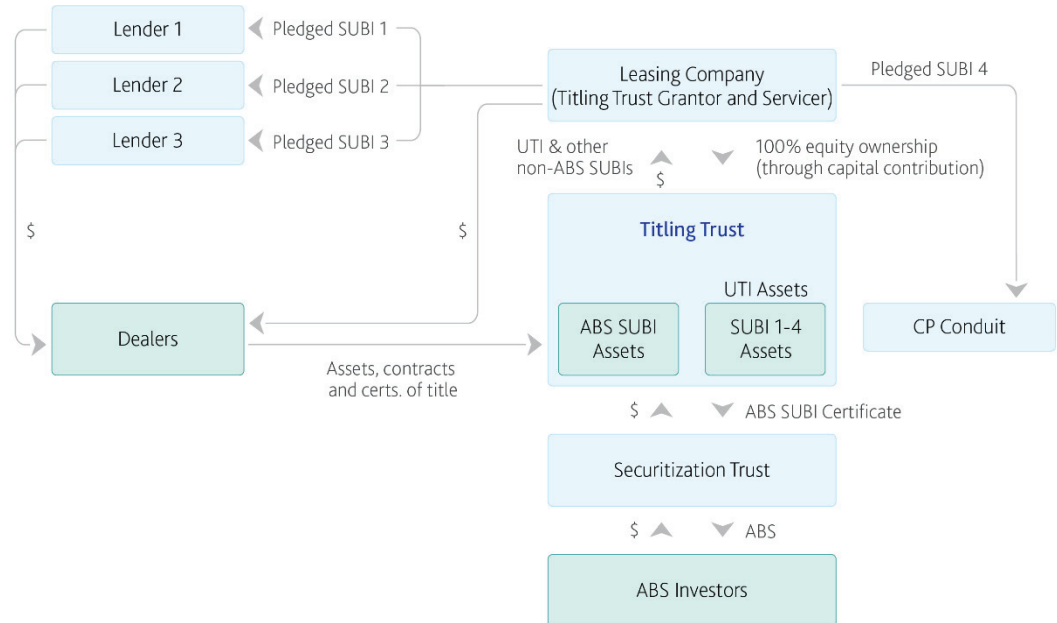 Lender 1
Pledged SUBI 1
Lender 2
Pledged SUBI 2
Lender 3
Pledged SUBI 3
Leasing Company
(Titling Trust Grantor and Servicer)
Pledged SUBI 4
UTI & other
non-ABS SUBIs
$
100% equity ownership
(through capital contribution)
$
$
Titling Trust
UTI Assets
ABS SUBI
Assets
SUBI 1-4
Assets
Dealers
CP Conduit
Assets, contracts
and certs. of title
$
ABS SUBI Certificate
Securitization Trust
$
ABS
ABS Investors